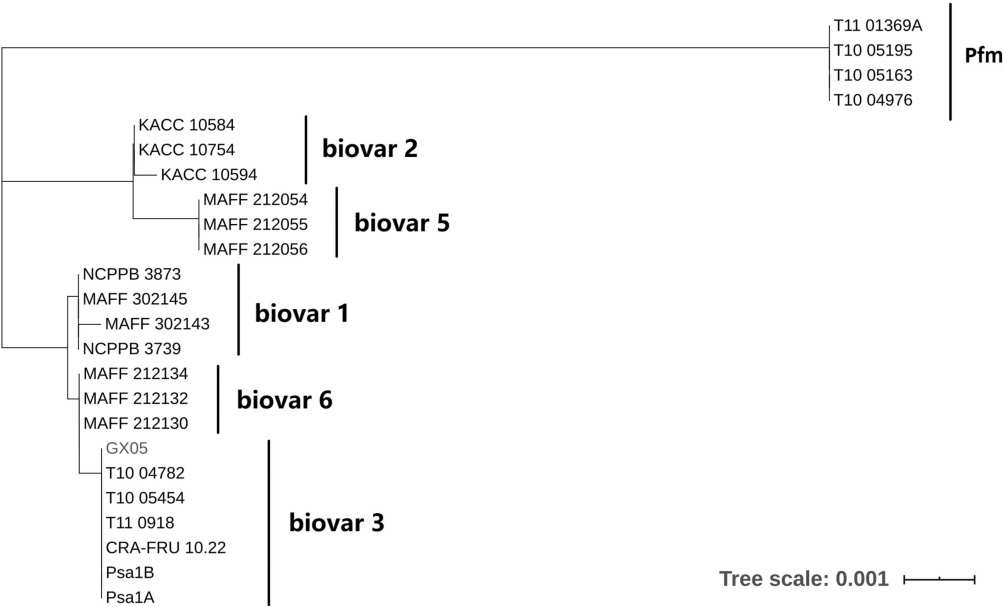 T11 01369A
T10 05195
T10 05163
T10 04976
Pfm
KACC 10584
KACC 10754
KACC 10594
biovar 2
MAFF 212054
MAFF 212055
MAFF 212056
biovar 5
NCPPB 3873
MAFF 302145
MAFF 302143
NCPPB 3739
biovar 1
MAFF 212134
MAFF 212132
MAFF 212130
biovar 6
GX05
T10 04782
T10 05454
T11 0918
CRA-FRU 10.22
Psa1B
Psa1A
biovar 3
Tree scale: 0.001